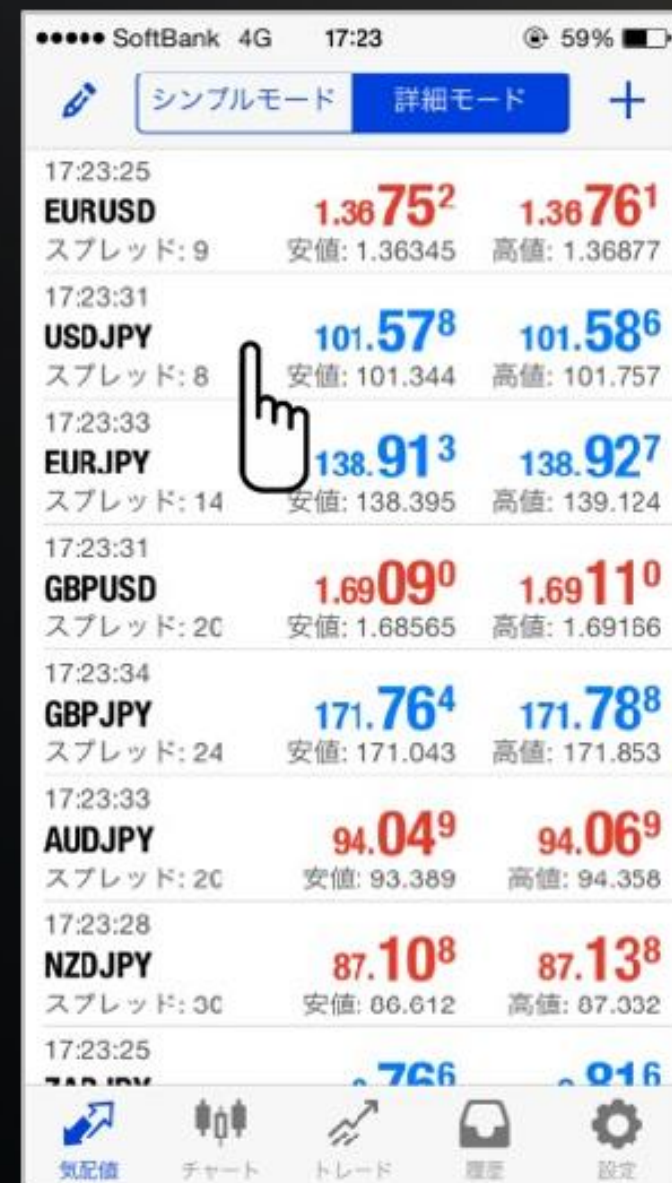 SoftBank 4G 17:23 59%
シンプルモード 詳細モード
17:23:25
EURUSD 1.36752 1.36761
スプレッド: 9 安値: 1.36345 高値: 1.36877
17:23:31
USDJPY 101.578 101.586
スプレッド: 8 安値: 101.344 高値: 101.757
17:23:33
EURJPY 138.913 138.927
スプレッド: 14 安値: 138.395 高値: 139.124
17:23:31
GBPUSD 1.69090 1.69110
スプレッド: 20 安値: 1.68565 高値: 1.69166
17:23:34
GBPJPY 171.764 171.788
スプレッド: 24 安値: 171.043 高値: 171.853
17:23:33
AUDJPY 94.049 94.069
スプレッド: 20 安値: 93.389 高値: 94.358
17:23:28
NZDJPY 87.108 87.138
スプレッド: 30 安値: 86.612 高値: 87.332
17:23:25
766 816
気配値 チャート トレード 履歴 設定